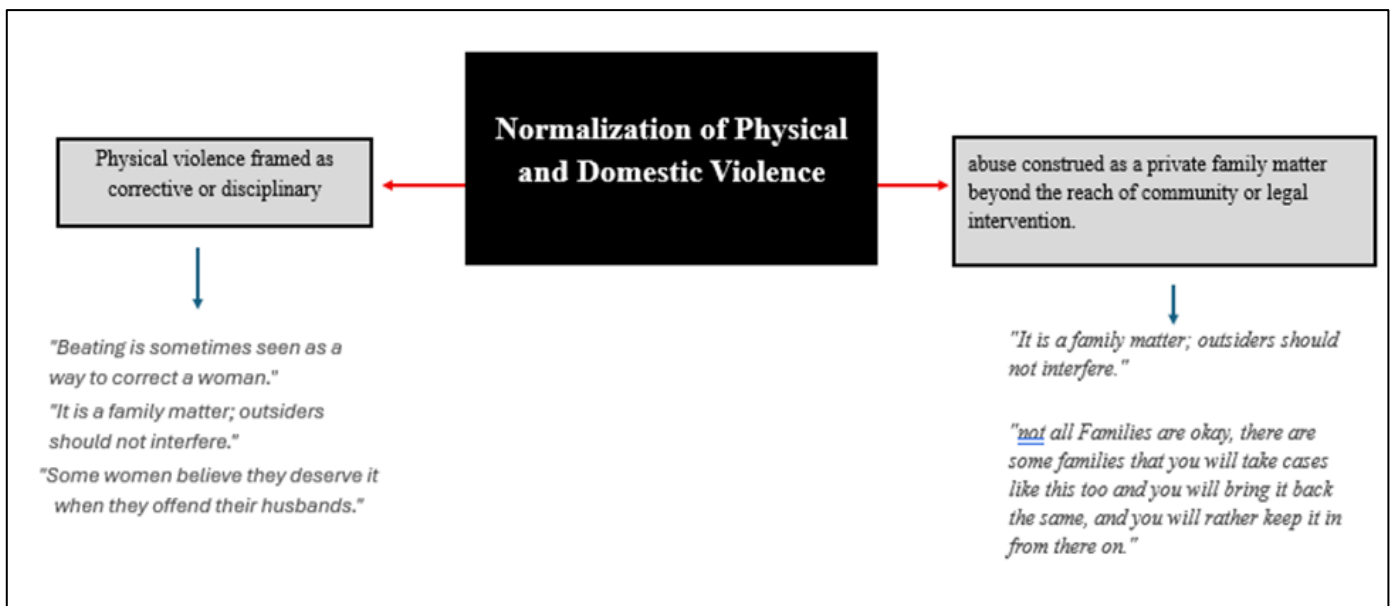 Normalization of Physical
and Domestic Violence
Physical violence framed as
corrective or disciplinary
"Beating is sometimes seen as a
way to correct a woman."
"It is a family matter; outsiders
should not interfere."
"Some women believe they deserve it
when they offend their husbands."
abuse construed as a private family matter
beyond the reach of community or legal
intervention.
"It is a family matter; outsiders should
not interfere."
"not all Families are okay, there are
some families that you will take cases
like this too and you will bring it back
the same, and you will rather keep it in
from there on."